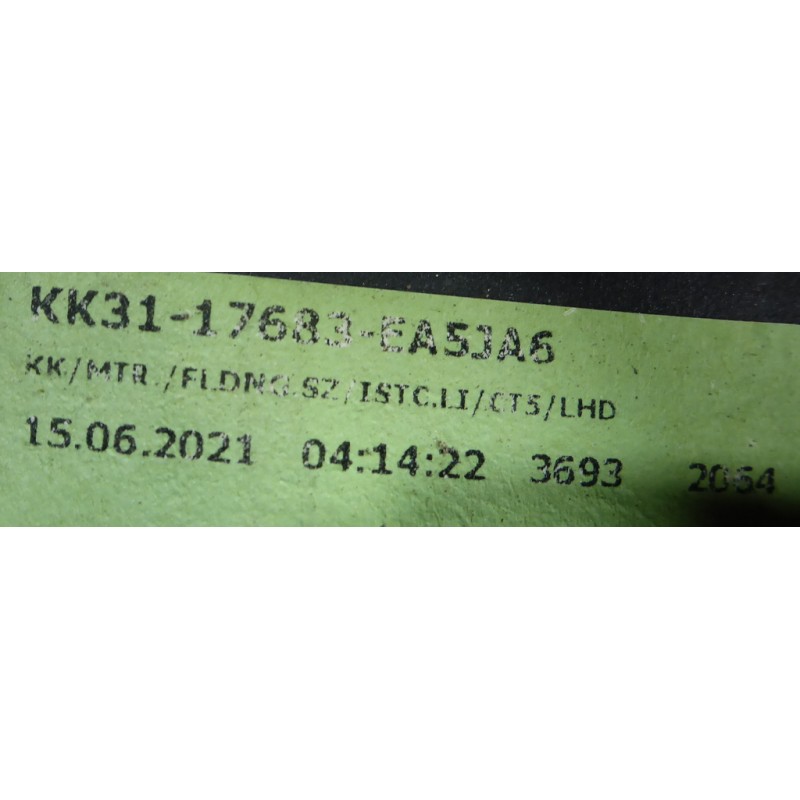 KK31-17683-EA5JA6
KK/MTR./FLDNG.SZ/ISTC.LI/.CT5/LHD
15.06.2021 04:14:22 3693 2064